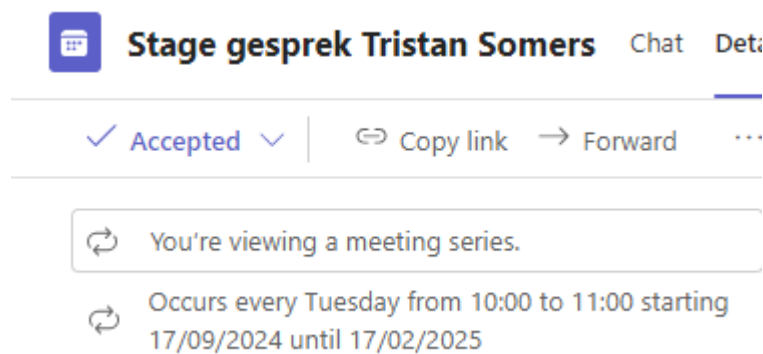 Stage gesprek Tristan Somers Chat
Accepted Copy link Forward ...
You're viewing a meeting series.
Occurs every Tuesday from 10:00 to 11:00 starting
17/09/2024 until 17/02/2025